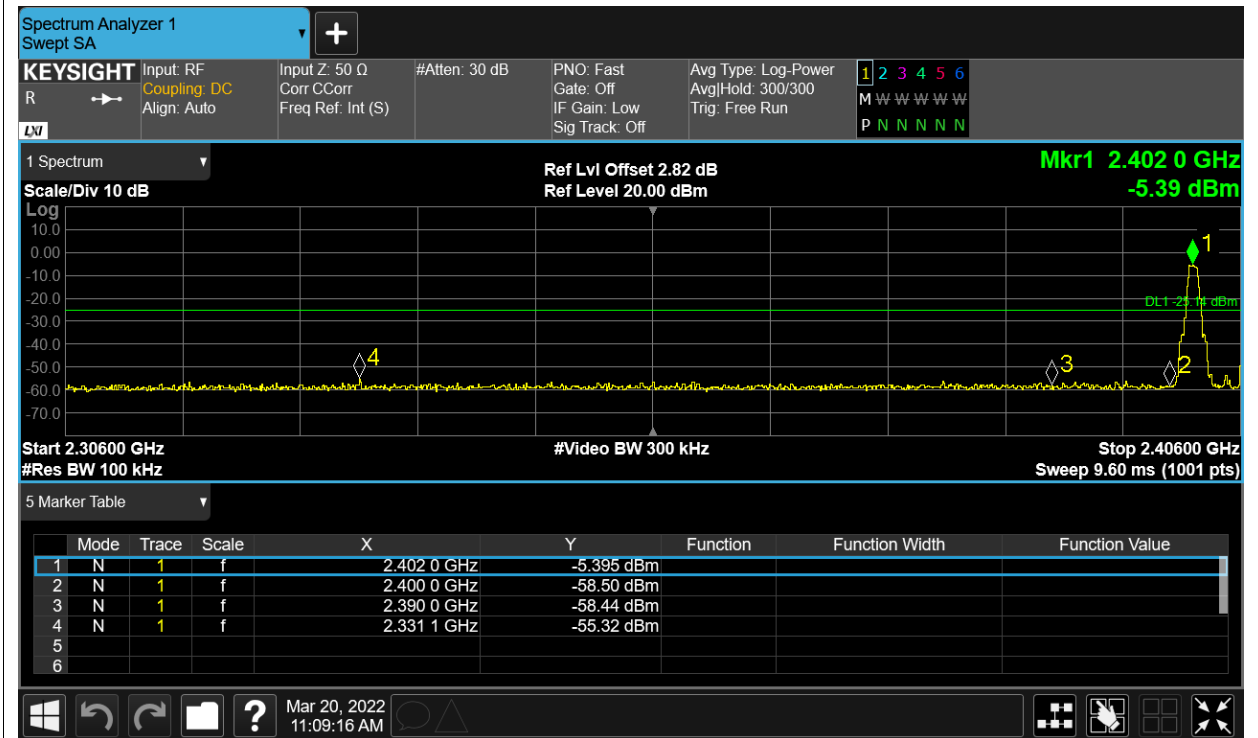 Spectrum Analyzer 1
Swept SA
+
KEYSIGHT Input: RF Input Z: 50 Ω #Atten: 30 dB PNO: Fast Avg Type: Log-Power 1 2 3 4 5 6
R Coupling: DC Corr CCorr Gate: Off Avg|Hold: 300/300 M W W W W W W
Align: Auto Freq Ref: Int (S) IF Gain: Low Trig: Free Run P N N N N N N
LXI Sig Track: Off
1 Spectrum Ref Lvl Offset 2.82 dB Mkr1 2.402 0 GHz
Scale/Div 10 dB Ref Level 20.00 dBm -5.39 dBm
Log
10.0
0.00 1
-10.0
-20.0 DL1 -25.14 dBm
-30.0
-40.0
-50.0 4 3 2
-60.0
-70.0
Start 2.30600 GHz #Video BW 300 kHz Stop 2.40600 GHz
#Res BW 100 kHz Sweep 9.60 ms (1001 pts)
5 Marker Table
Mode Trace Scale X Y Function Function Width Function Value
1 N 1 f 2.402 0 GHz -5.395 dBm
2 N 1 f 2.400 0 GHz -58.50 dBm
3 N 1 f 2.390 0 GHz -58.44 dBm
4 N 1 f 2.331 1 GHz -55.32 dBm
5
6
? Mar 20, 2022
11:09:16 AM